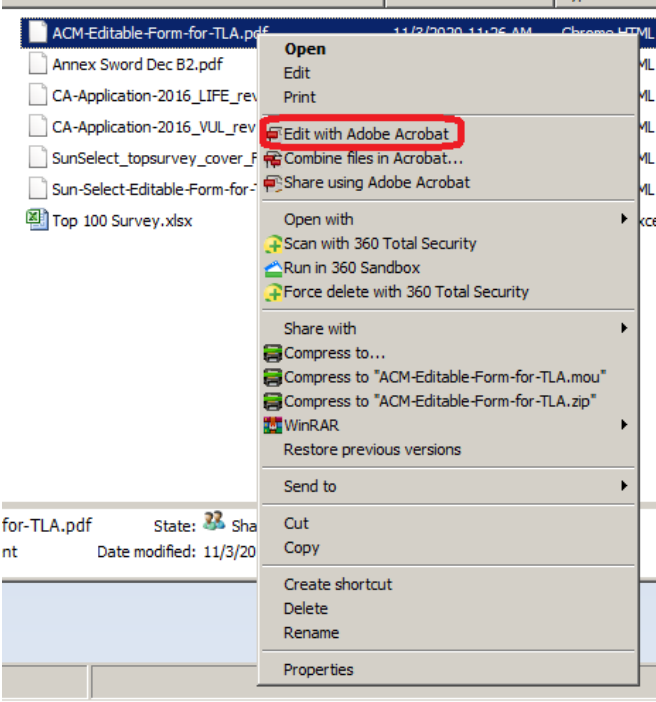 ACM-Editable-Form-for-TLA.pdf 11/3/2020 11:26 AM Chrome HTML
Annex Sword Dec B2.pdf
CA-Application-2016_LIFE_rev
CA-Application-2016_VUL_rev
SunSelect_topsurvey_cover_F
Sun-Select-Editable-Form-for-
Top 100 Survey.xlsx
Open
Edit
Print
Edit with Adobe Acrobat
Combine files in Acrobat...
Share using Adobe Acrobat
Open with
Scan with 360 Total Security
Run in 360 Sandbox
Force delete with 360 Total Security
Share with
Compress to...
Compress to "ACM-Editable-Form-for-TLA.mou"
Compress to "ACM-Editable-Form-for-TLA.zip"
WinRAR
Restore previous versions
Send to
Cut
Copy
Create shortcut
Delete
Rename
Properties
for-TLA.pdf State: Sha
nt Date modified: 11/3/20